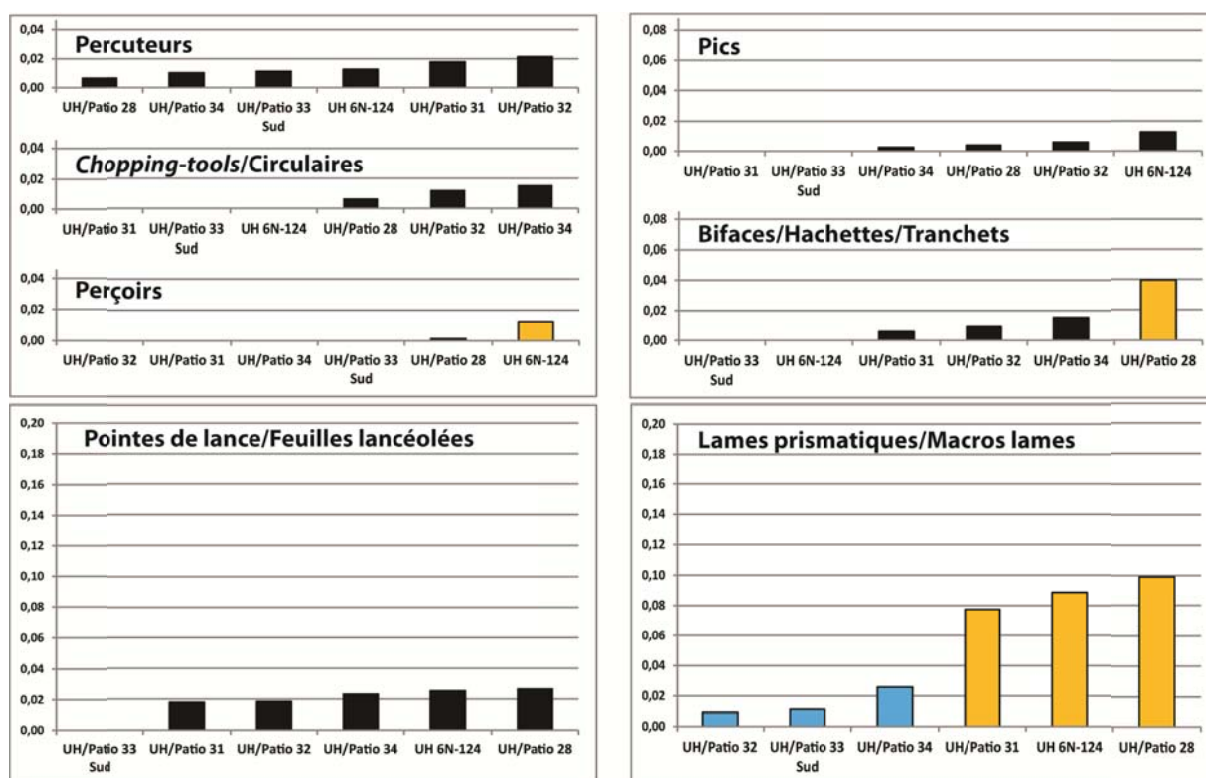 0,04
Percuteurs
0,02
0,00
UH/Patio 28 UH/Patio 34 UH/Patio 33 UH 6N-124 UH/Patio 31 UH/Patio 32
Sud
0,04
Chopping-tools/Circulaires
0,02
0,00
UH/Patio 31 UH/Patio 33 UH 6N-124 UH/Patio 28 UH/Patio 32 UH/Patio 34
Sud
0,04
Perçoirs
0,02
0,00
UH/Patio 32 UH/Patio 31 UH/Patio 34 UH/Patio 33 UH/Patio 28 UH 6N-124
Sud
0,08
Pics
0,06
0,04
0,02
0,00
UH/Patio 31 UH/Patio 33 UH/Patio 34 UH/Patio 28 UH/Patio 32 UH 6N-124
Sud
0,08
Bifaces/Hachettes/Tranchets
0,06
0,04
0,02
0,00
UH/Patio 33 UH 6N-124 UH/Patio 31 UH/Patio 32 UH/Patio 34 UH/Patio 28
Sud
0,20
Pointes de lance/Feuilles lancéolées
0,18
0,16
0,14
0,12
0,10
0,08
0,06
0,04
0,02
0,00
UH/Patio 33 UH/Patio 31 UH/Patio 32 UH/Patio 34 UH 6N-124 UH/Patio 28
Sud
0,20
Lames prismatiques/Macros lames
0,18
0,16
0,14
0,12
0,10
0,08
0,06
0,04
0,02
0,00
UH/Patio 32 UH/Patio 33 UH/Patio 34 UH/Patio 31 UH 6N-124 UH/Patio 28
Sud